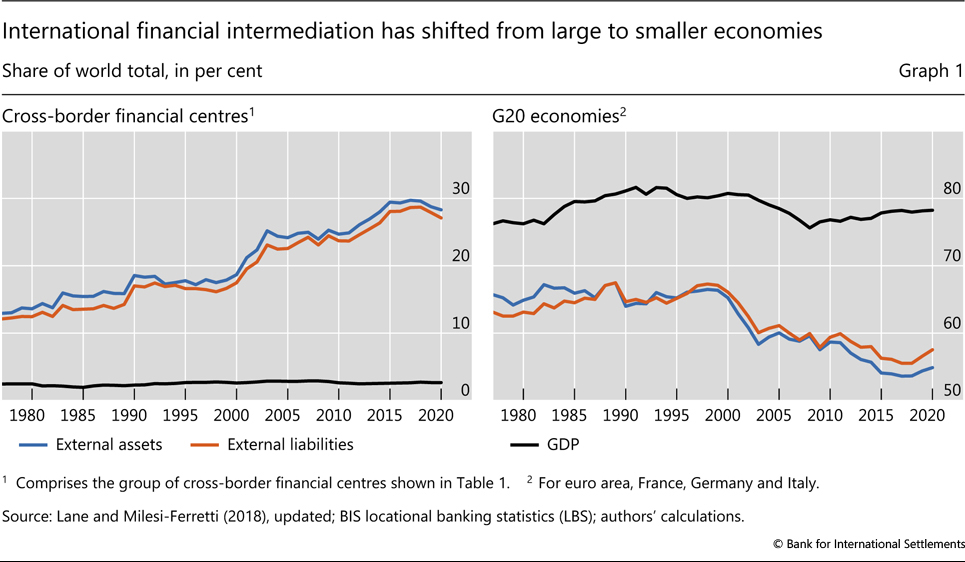 International financial intermediation has shifted from large to smaller economies
Share of world total, in per cent
Graph 1
Cross-border financial centres¹
30
20
10
0
1980 1985 1990 1995 2000 2005 2010 2015 2020
G20 economies²
80
70
60
50
1980 1985 1990 1995 2000 2005 2010 2015 2020
External assets External liabilities GDP
¹ Comprises the group of cross-border financial centres shown in Table 1. ² For euro area, France, Germany and Italy.
Source: Lane and Milesi-Ferretti (2018), updated; BIS locational banking statistics (LBS); authors’ calculations.
© Bank for International Settlements